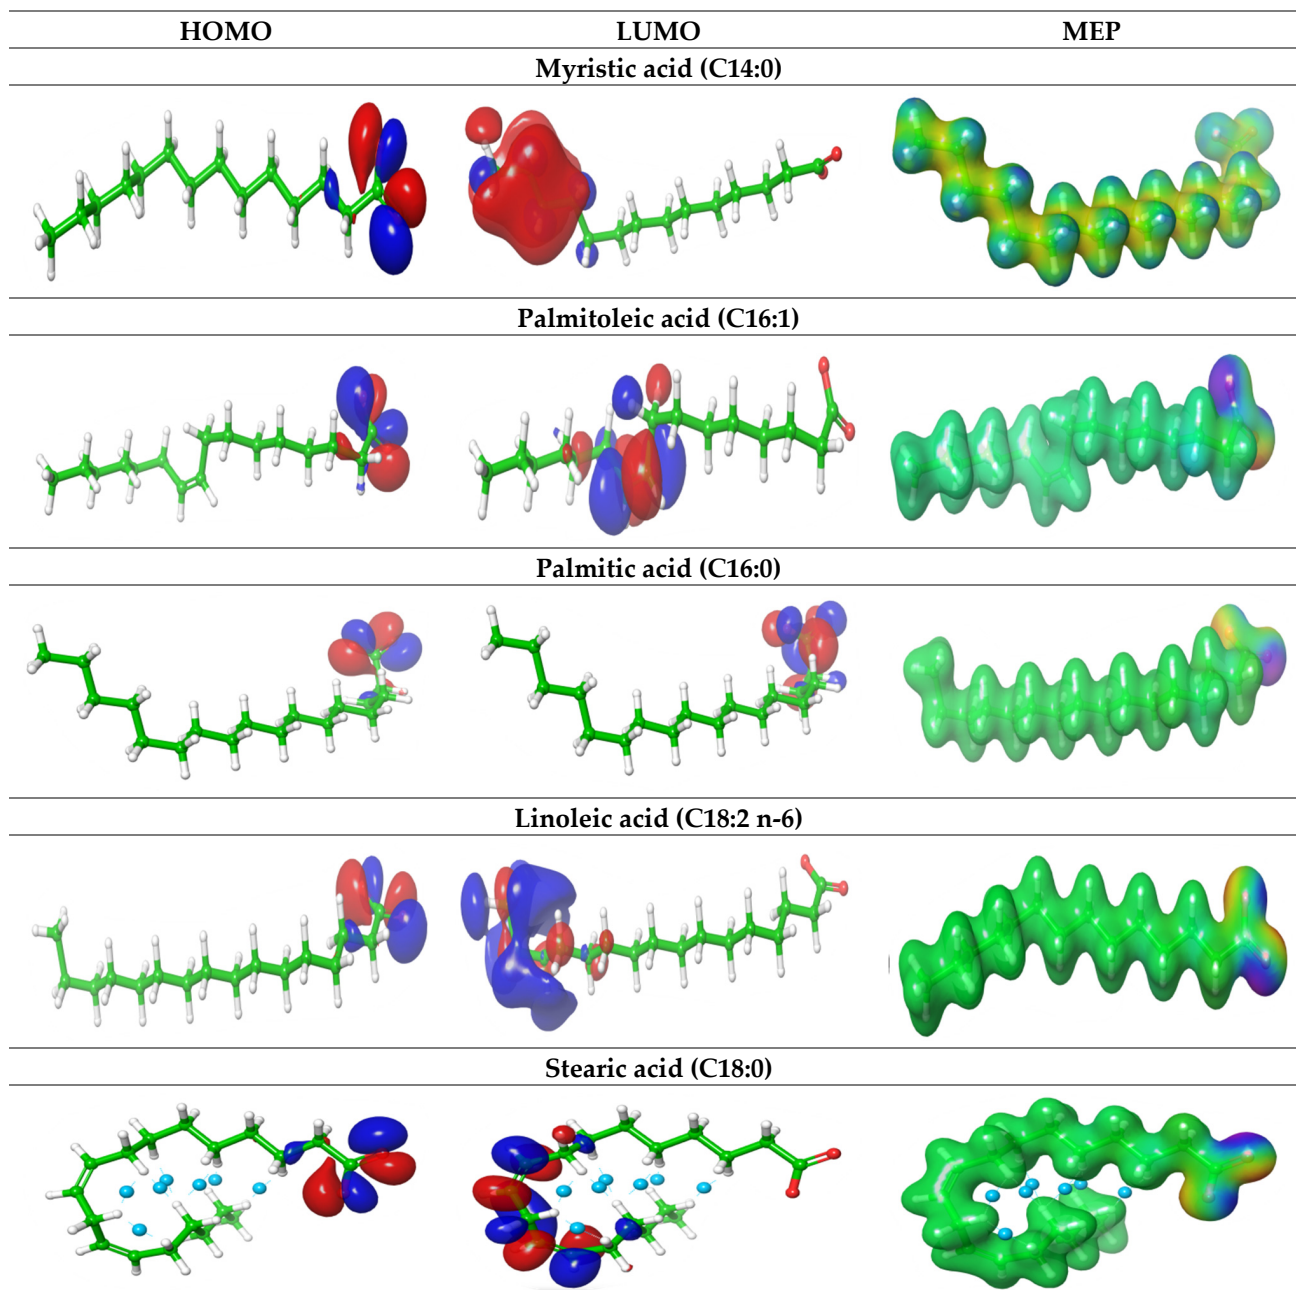 HOMO LUMO MEP
Myristic acid (C14:0)
Palmitoleic acid (C16:1)
Palmitic acid (C16:0)
Linoleic acid (C18:2 n-6)
Stearic acid (C18:0)